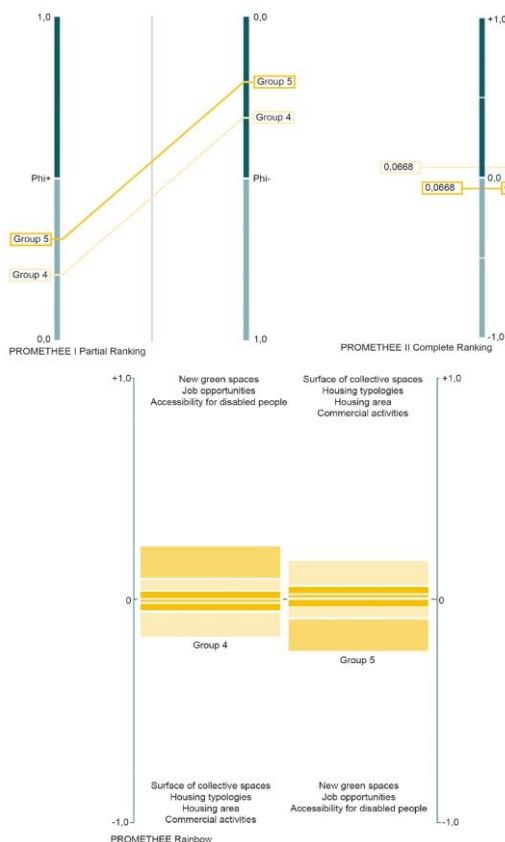 1,0
0,0
Group 5
Group 4
Phi+
Phi-
Group 5
Group 4
0,0
1,0
PROMETHEE I Partial Ranking
+1,0
0,0668
0,0
0,0668
-1,0
PROMETHEE II Complete Ranking
+1,0
New green spaces
Job opportunities
Accessibility for disabled people
Surface of collective spaces
Housing typologies
Housing area
Commercial activities
+1,0
0
0
Group 4
Group 5
Surface of collective spaces
Housing typologies
Housing area
Commercial activities
New green spaces
Job opportunities
Accessibility for disabled people
-1,0
-1,0
PROMETHEE Rainbow